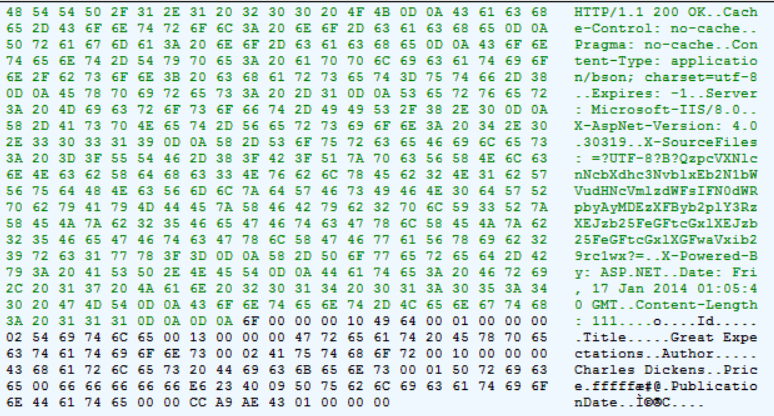 48 54 54 50 2F 31 2E 31 20 32 30 30 20 4F 4B 0D 0A 43 61 63 68 HTTP/1.1 200 OK..Cach
65 2D 43 6F 6E 74 72 6F 6C 3A 20 6E 6F 2D 63 61 63 68 65 0D 0A e-Control: no-cache..
50 72 61 67 6D 61 3A 20 6E 6F 2D 63 61 63 68 65 0D 0A 43 6F 6E Pragma: no-cache..Con
74 65 6E 74 2D 54 79 70 65 3A 20 61 70 70 6C 69 63 61 74 69 6F tent-Type: applicatio
6E 2F 62 73 6F 6E 3B 20 63 68 61 72 73 65 74 3D 75 74 66 2D 38 n/bson; charset=utf-8
0D 0A 45 78 70 69 72 65 73 3A 20 2D 31 0D 0A 53 65 72 76 65 72 ..Expires: -1..Server
3A 20 4D 69 63 72 6F 73 6F 66 74 2D 49 49 53 2F 38 2E 30 0D 0A : Microsoft-IIS/8.0..
58 2D 41 73 70 4E 65 74 2D 56 65 72 73 69 6F 6E 3A 20 34 2E 30 X-AspNet-Version: 4.0
2E 33 30 33 31 39 0D 0A 58 2D 53 6F 75 72 63 65 46 69 6C 65 73 .30319..X-SourceFiles
3A 20 3D 3F 55 54 46 2D 38 3F 42 3F 51 7A 70 63 56 58 4E 6C 63 : =?UTF-8?B?QzpcVXNlc
6E 4E 63 62 58 64 68 63 33 4E 76 62 6C 78 45 62 32 4E 31 62 57 nNcbXdhc3NvblxEb2N1bW
56 75 64 48 4E 63 56 6D 6C 7A 64 57 46 73 49 46 4E 30 64 57 52 VudHNcVmlzdWFsIFN0dWR
70 62 79 41 79 4D 44 45 7A 58 46 42 79 62 32 70 6C 59 33 52 7A pbyAyMDEzXFByb2plY3Rz
58 45 4A 7A 62 32 35 46 65 47 46 74 63 47 78 6C 58 45 4A 7A 62 XEJzb25FeGFtcGxlXEJzb
32 35 46 65 47 46 74 63 47 78 6C 58 47 46 77 61 56 78 69 62 32 25FeGFtcGxlXGFwaVxib2
39 72 63 31 77 78 3F 3D 0D 0A 58 2D 50 6F 77 65 72 65 64 2D 42 9rc1wx?=..X-Powered-B
79 3A 20 41 53 50 2E 4E 45 54 0D 0A 44 61 74 65 3A 20 46 72 69 y: ASP.NET..Date: Fri
2C 20 31 37 20 4A 61 6E 20 32 30 31 34 20 30 31 3A 30 35 3A 34 , 17 Jan 2014 01:05:4
30 20 47 4D 54 0D 0A 43 6F 6E 74 65 6E 74 2D 4C 65 6E 67 74 68 0 GMT..Content-Length
3A 20 31 31 31 0D 0A 0D 0A 6F 00 00 00 10 49 64 00 01 00 00 00 : 111....o....Id.....
02 54 69 74 6C 65 00 13 00 00 00 47 72 65 61 74 20 45 78 70 65 .Title.....Great Expe
63 74 61 74 69 6F 6E 73 00 02 41 75 74 68 6F 72 00 10 00 00 00 ctations..Author.....
43 68 61 72 6C 65 73 20 44 69 63 6B 65 6E 73 00 01 50 72 69 63 Charles Dickens..Pric
65 00 66 66 66 66 66 E6 23 40 09 50 75 62 6C 69 63 61 74 69 6F e.fffffæ#@.Publicatio
6E 44 61 74 65 00 00 CC A9 AE 43 01 00 00 00 nDate..Ì©®C....